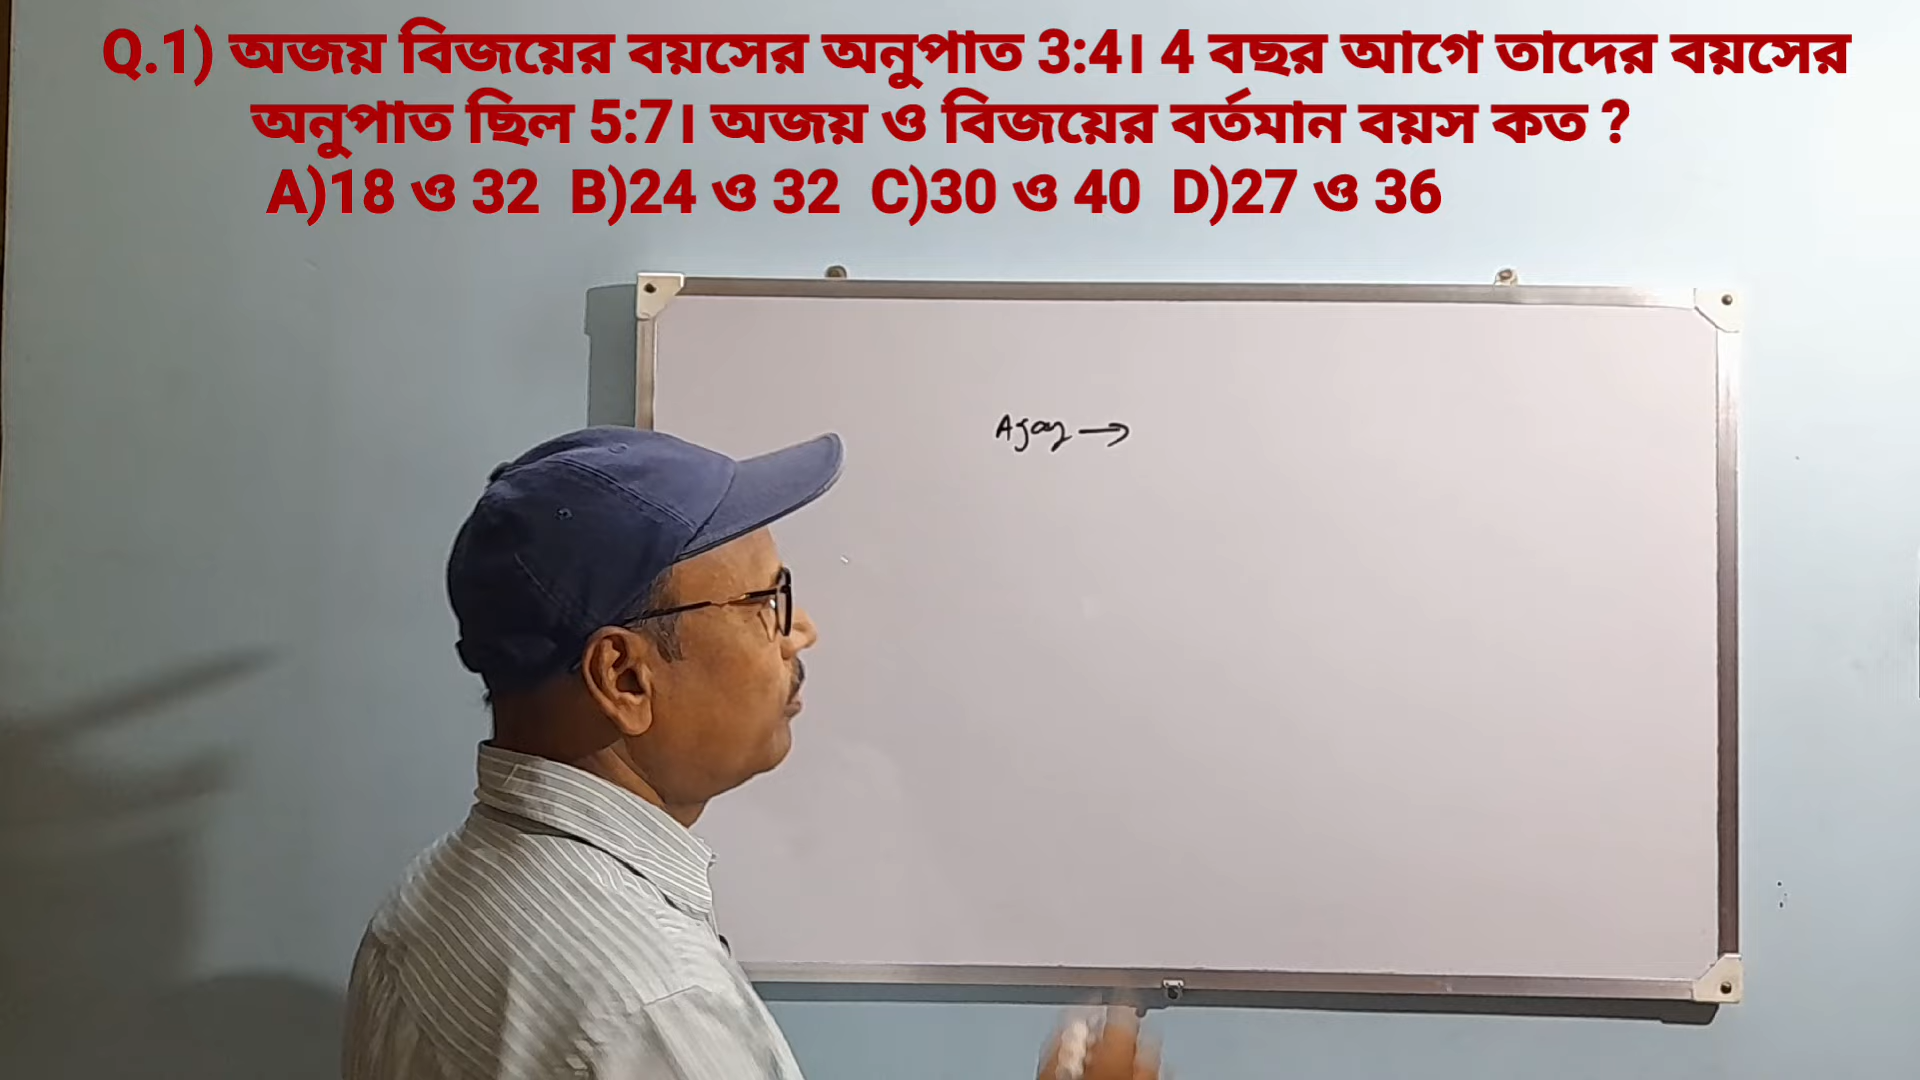 Q.1) অজয় বিজয়ের বয়সের অনুপাত 3:4। 4 বছর আগে তাদের বয়সের
অনুপাত ছিল 5:7। অজয় ও বিজয়ের বর্তমান বয়স কত ?
A)18 ও 32 B)24 ও 32 C)30 ও 40 D)27 ও 36
Ajay →